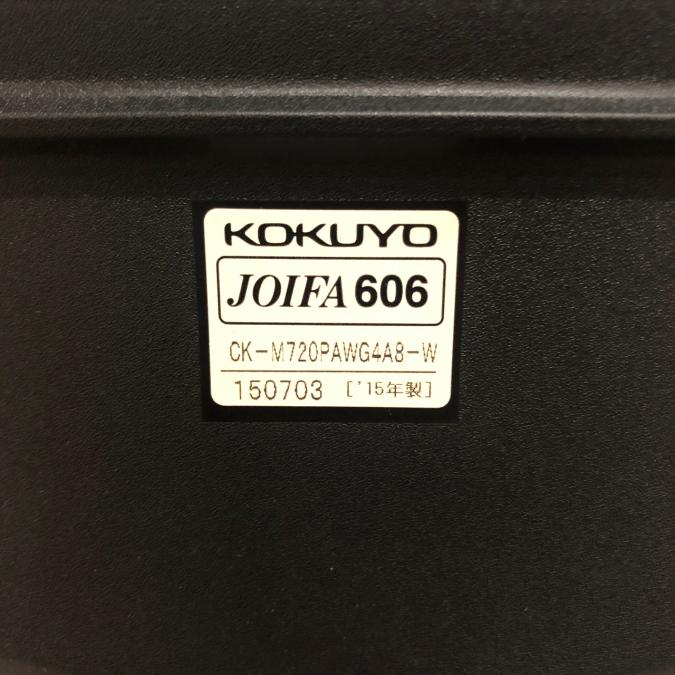 KOKUYO
JOIFA 606
CK-M720PAWG4A8-W
150703 ['15年製]